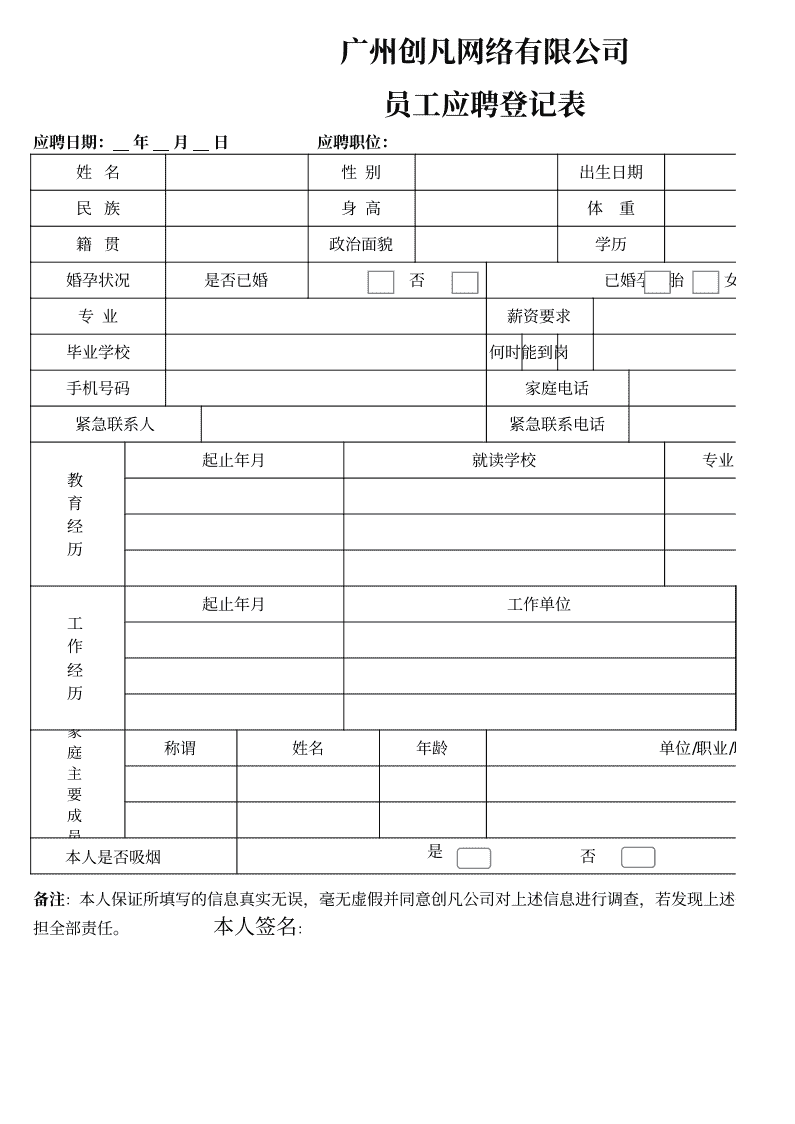 广州创凡网络有限公司
员工应聘登记表
应聘日期：__ 年 __ 月 __ 日 应聘职位：
姓 名 性 别 出生日期
民 族 身 高 体 重
籍 贯 政治面貌 学历
婚孕状况 是否已婚 否 已婚孕 胎 女
专 业 薪资要求
毕业学校 何时能到岗
手机号码 家庭电话
紧急联系人 紧急联系电话
教育经历 起止年月 就读学校 专业
工作经历 起止年月 工作单位
家庭主要成员 称谓 姓名 年龄 单位/职业/
本人是否吸烟 是 否
备注：本人保证所填写的信息真实无误，毫无虚假并同意创凡公司对上述信息进行调查，若发现上述
担全部责任。 本人签名：